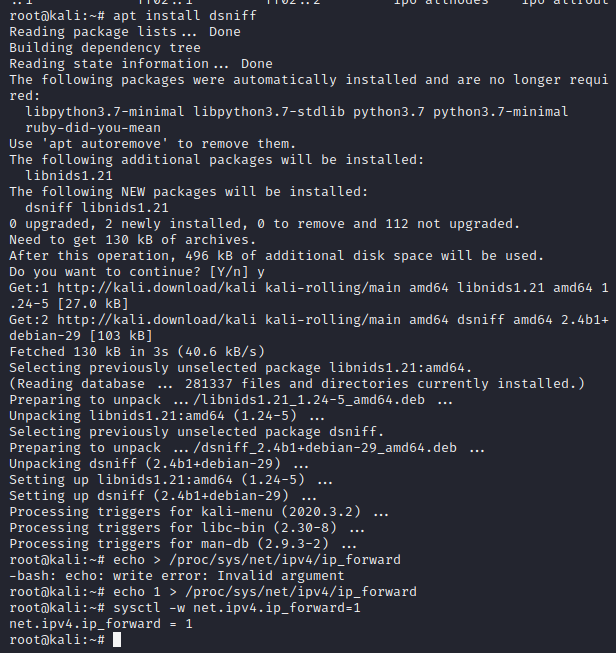 root@kali:~# apt install dsniff
Reading package lists... Done
Building dependency tree
Reading state information... Done
The following packages were automatically installed and are no longer requi
red:
  libpython3.7-minimal libpython3.7-stdlib python3.7 python3.7-minimal
  ruby-did-you-mean
Use 'apt autoremove' to remove them.
The following additional packages will be installed:
  libnids1.21
The following NEW packages will be installed:
  dsniff libnids1.21
0 upgraded, 2 newly installed, 0 to remove and 112 not upgraded.
Need to get 130 kB of archives.
After this operation, 496 kB of additional disk space will be used.
Do you want to continue? [Y/n] y
Get:1 http://kali.download/kali kali-rolling/main amd64 libnids1.21 amd64 1
.24-5 [27.0 kB]
Get:2 http://kali.download/kali kali-rolling/main amd64 dsniff amd64 2.4b1+
debian-29 [103 kB]
Fetched 130 kB in 3s (40.6 kB/s)
Selecting previously unselected package libnids1.21:amd64.
(Reading database ... 281337 files and directories currently installed.)
Preparing to unpack .../libnids1.21_1.24-5_amd64.deb ...
Unpacking libnids1.21:amd64 (1.24-5) ...
Selecting previously unselected package dsniff.
Preparing to unpack .../dsniff_2.4b1+debian-29_amd64.deb ...
Unpacking dsniff (2.4b1+debian-29) ...
Setting up libnids1.21:amd64 (1.24-5) ...
Setting up dsniff (2.4b1+debian-29) ...
Processing triggers for kali-menu (2020.3.2) ...
Processing triggers for libc-bin (2.30-8) ...
Processing triggers for man-db (2.9.3-2) ...
root@kali:~# echo > /proc/sys/net/ipv4/ip_forward
-bash: echo: write error: Invalid argument
root@kali:~# echo 1 > /proc/sys/net/ipv4/ip_forward
root@kali:~# sysctl -w net.ipv4.ip_forward=1
net.ipv4.ip_forward = 1
root@kali:~#